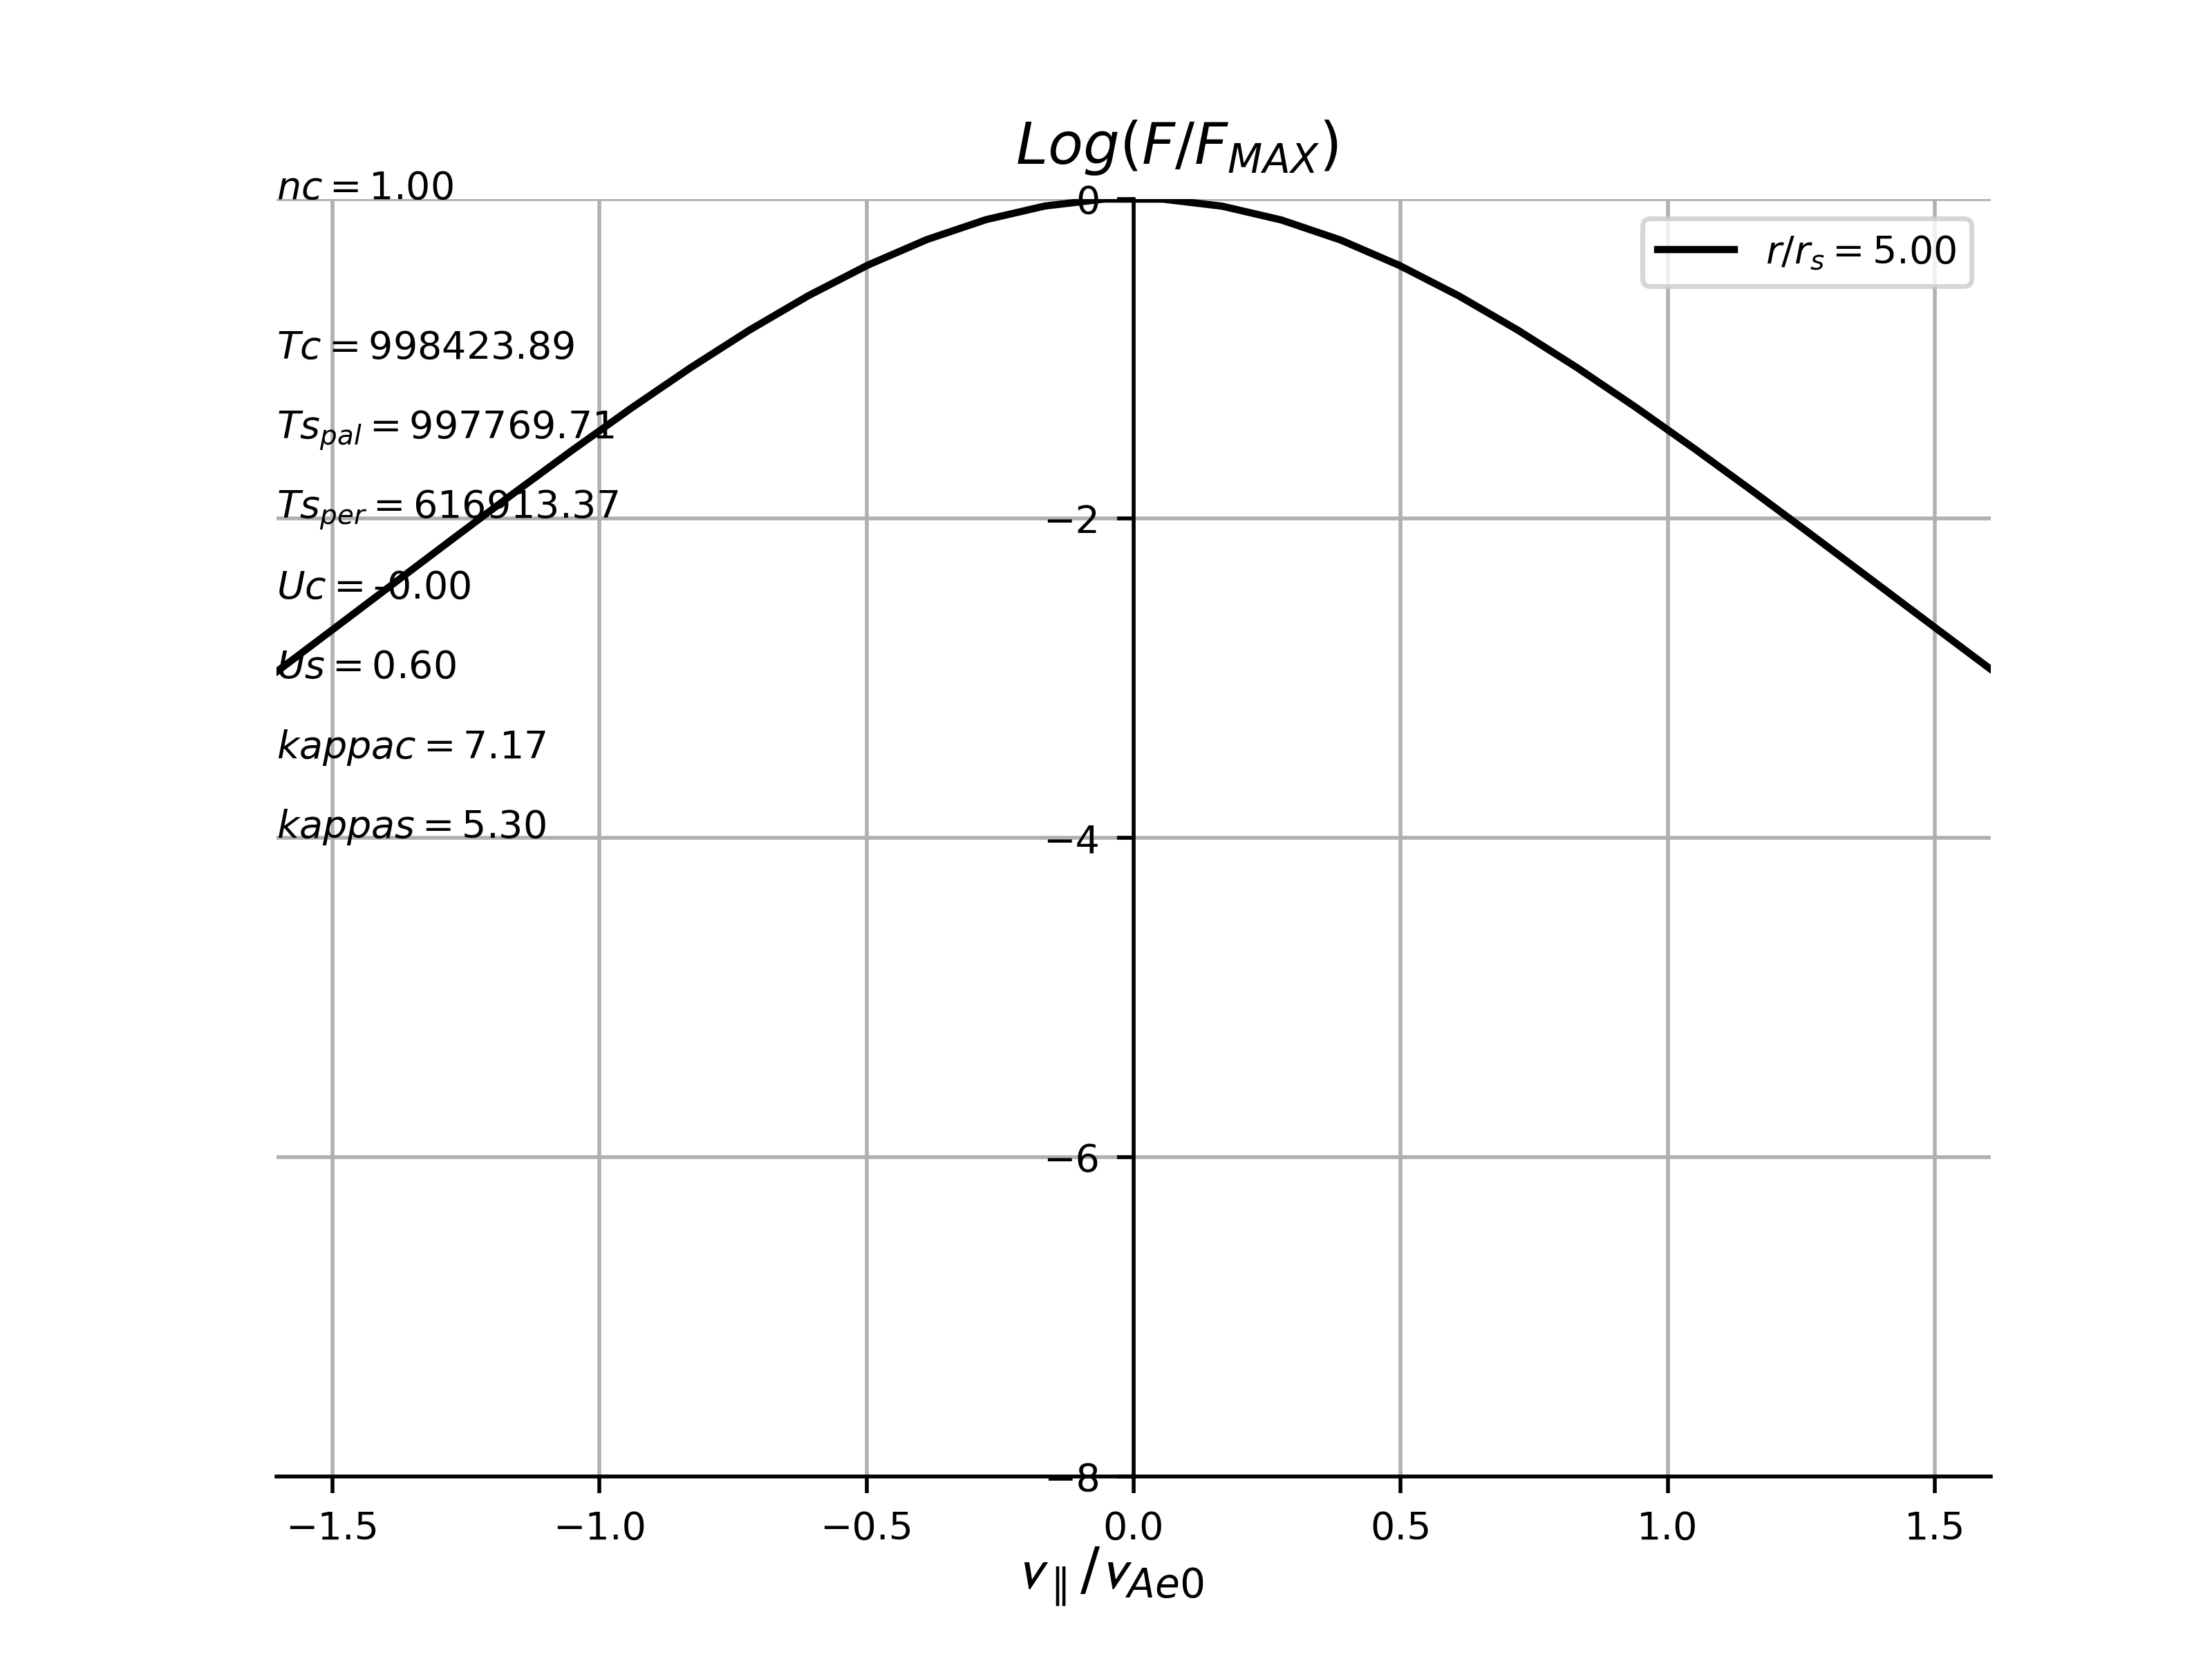 Log(F/F_MAX)
nc = 1.00
0
r/r_s = 5.00
Tc = 998423.89
Ts_pal = 997769.71
Ts_per = 616913.37
−2
Uc = -0.00
Us = 0.60
kappac = 7.17
kappas = 5.30
−4
−6
−8
−1.5 −1.0 −0.5 0.0 0.5 1.0 1.5
v_∥/v_Ae0